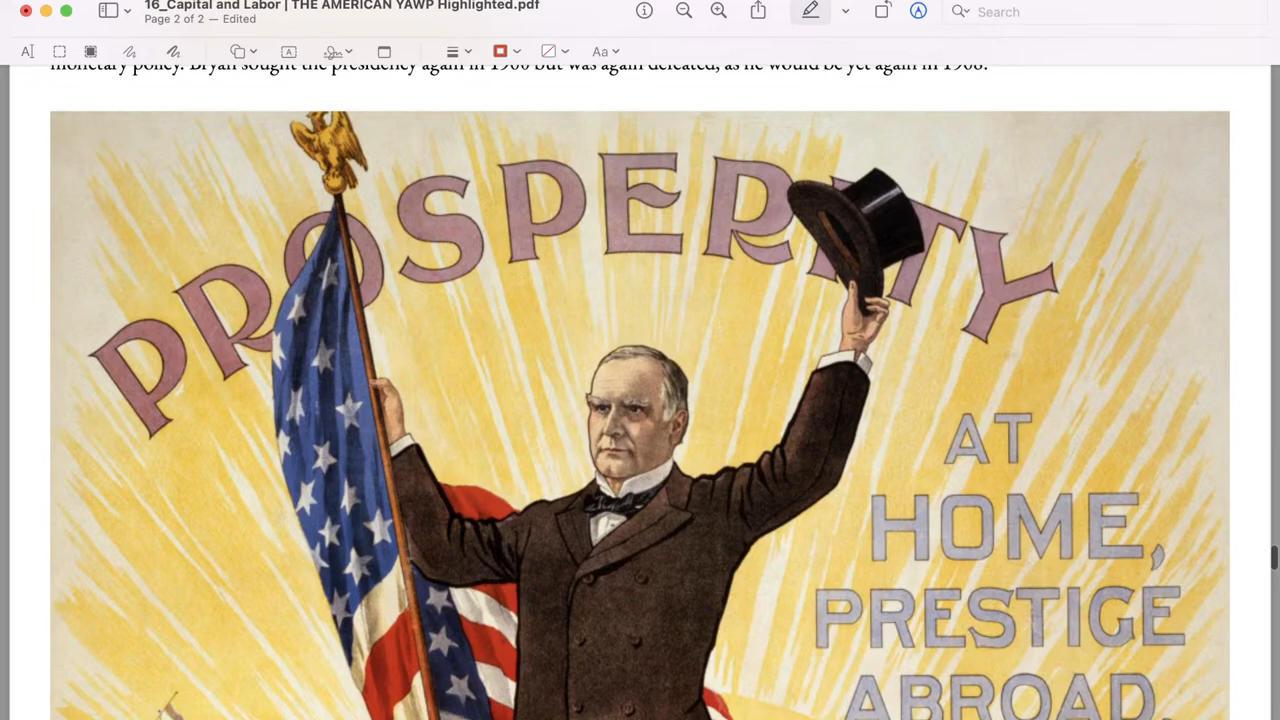 16_Capital and Labor | THE AMERICAN YAWP Highlighted.pdf
Page 2 of 2 — Edited
Search
Aa
monetary policy. Bryan sought the presidency again in 1900 but was again defeated, as he would be yet again in 1908.
PROSPERITY
AT
HOME,
PRESTIGE
ABROAD.